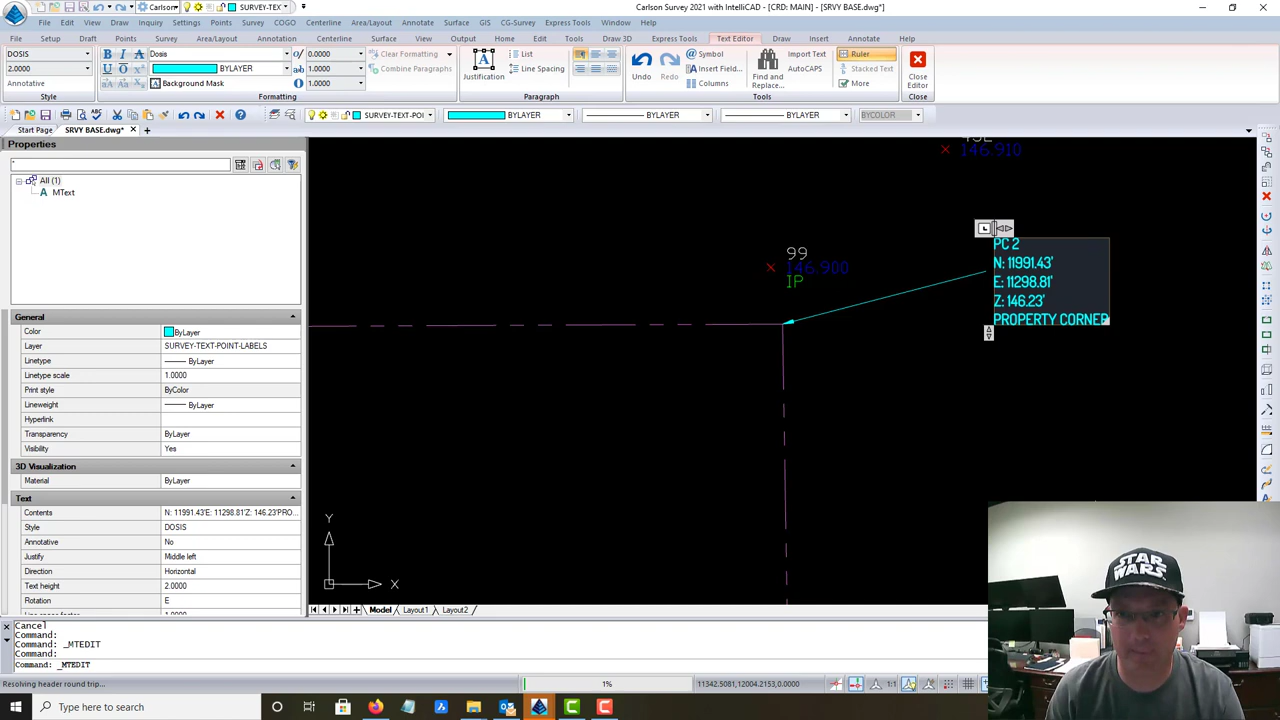 Carlson
SURVEY-TEX
Carlson Survey 2021 with IntelliCAD - [CRD: MAIN] - [SRVY BASE.dwg*]
File Edit View Draw Inquiry Settings Points Survey COGO Centerline Area/Layout Annotate Surface GIS CG-Survey Express Tools Window Help
File Setup Draw Points Survey Area/Layout Annotation Centerline Surface View Output Home Edit Tools Draw 3D Express Tools Text Editor Draw Insert Annotate Help
DOSIS
2.0000
Annotative
Style
B I A Dosis
U O BYLAYER
Background Mask
0.0000
1.0000
1.0000
Clear Formatting
Combine Paragraphs
Formatting
Justification
List
Line Spacing
Paragraph
Undo
Redo
Symbol
Insert Field...
Columns
Find and
Replace...
Import Text
AutoCAPS
Ruler
Stacked Text
More
Tools
Close
Editor
Close
SURVEY-TEXT-POI
BYLAYER
BYLAYER
BYLAYER
BYCOLOR
Start Page SRVY BASE.dwg*
Properties
All (1)
MText
General
Color ByLayer
Layer SURVEY-TEXT-POINT-LABELS
Linetype ByLayer
Linetype scale 1.0000
Print style ByColor
Lineweight ByLayer
Hyperlink
Transparency ByLayer
Visibility Yes
3D Visualization
Material ByLayer
Text
Contents N: 11991.43'E: 11298.81'Z: 146.23'PRO...
Style DOSIS
Annotative No
Justify Middle left
Direction Horizontal
Text height 2.0000
Rotation E
146.910
99
146.900
IP
PC 2
N: 11991.43'
E: 11298.81'
Z: 146.23'
PROPERTY CORNER
Y
X
Model Layout1 Layout2
Cancel
Command:
Command: _MTEDIT
Command:
Command: _MTEDIT
Resolving header round trip...
1%
11342.5081,12004.2153,0.0000
1:1
STAR
WARS
Type here to search